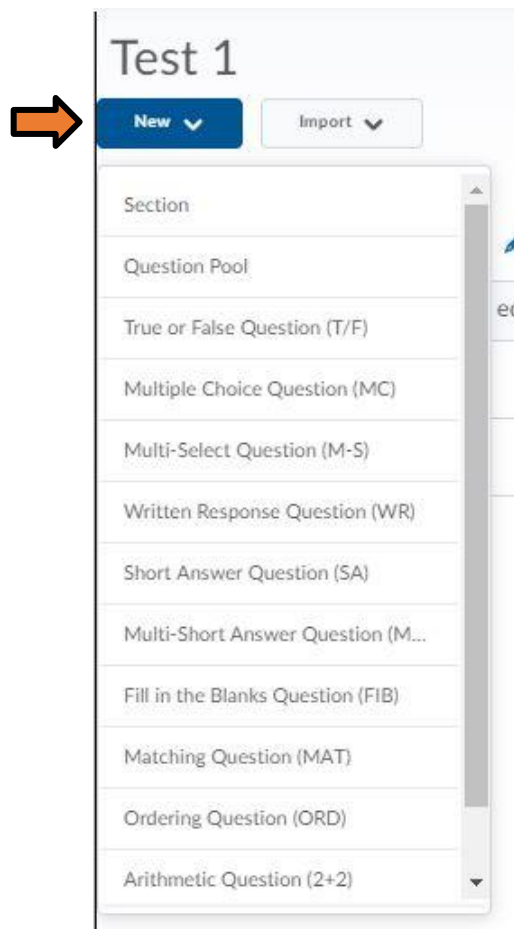 Test 1
New
Import
Section
Question Pool
True or False Question (T/F)
Multiple Choice Question (MC)
Multi-Select Question (M-S)
Written Response Question (WR)
Short Answer Question (SA)
Multi-Short Answer Question (M...
Fill in the Blanks Question (FIB)
Matching Question (MAT)
Ordering Question (ORD)
Arithmetic Question (2+2)